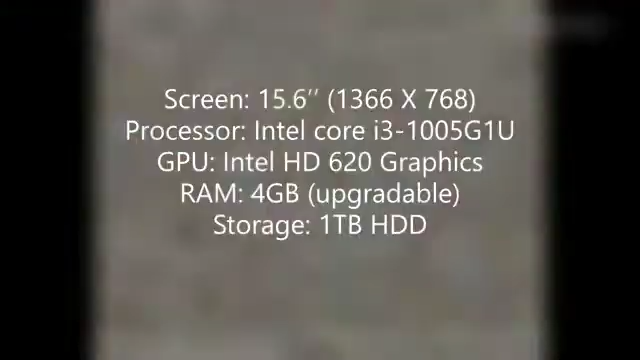 Screen: 15.6’’ (1366 X 768)
Processor: Intel core i3-1005G1U
GPU: Intel HD 620 Graphics
RAM: 4GB (upgradable)
Storage: 1TB HDD